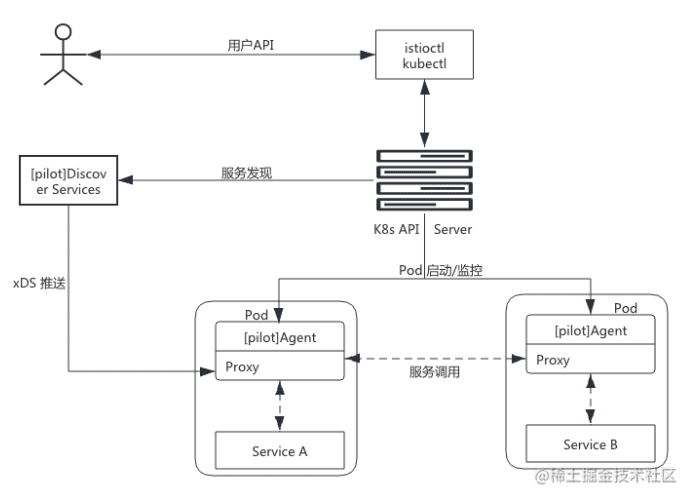 用户API
istioctl
kubectl
[pilot]Discov
er Services
服务发现
K8s API Server
Pod 启动/监控
xDS 推送
Pod
[pilot]Agent
Proxy
Service A
服务调用
Pod
[pilot]Agent
Proxy
Service B
@稀土掘金技术社区